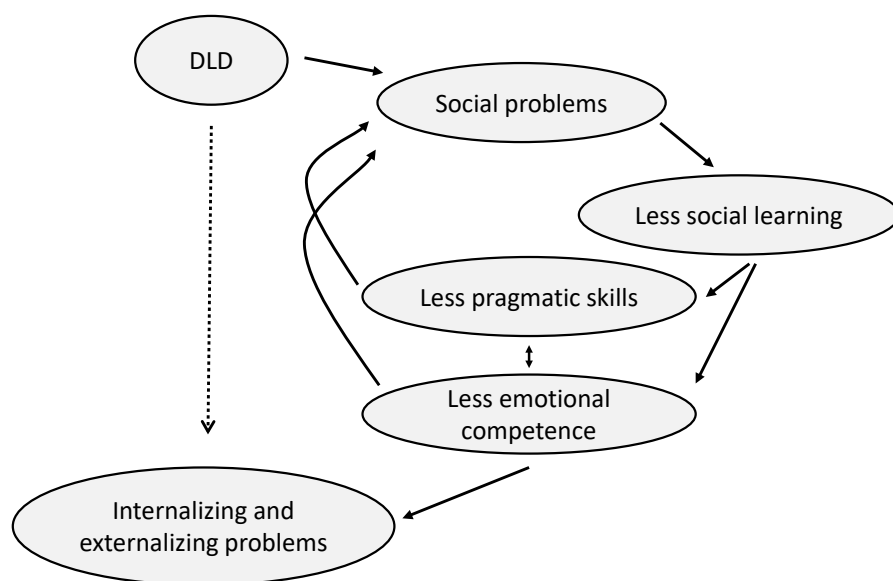 DLD
Social problems
Less social learning
Less pragmatic skills
Less emotional
competence
Internalizing and
externalizing problems